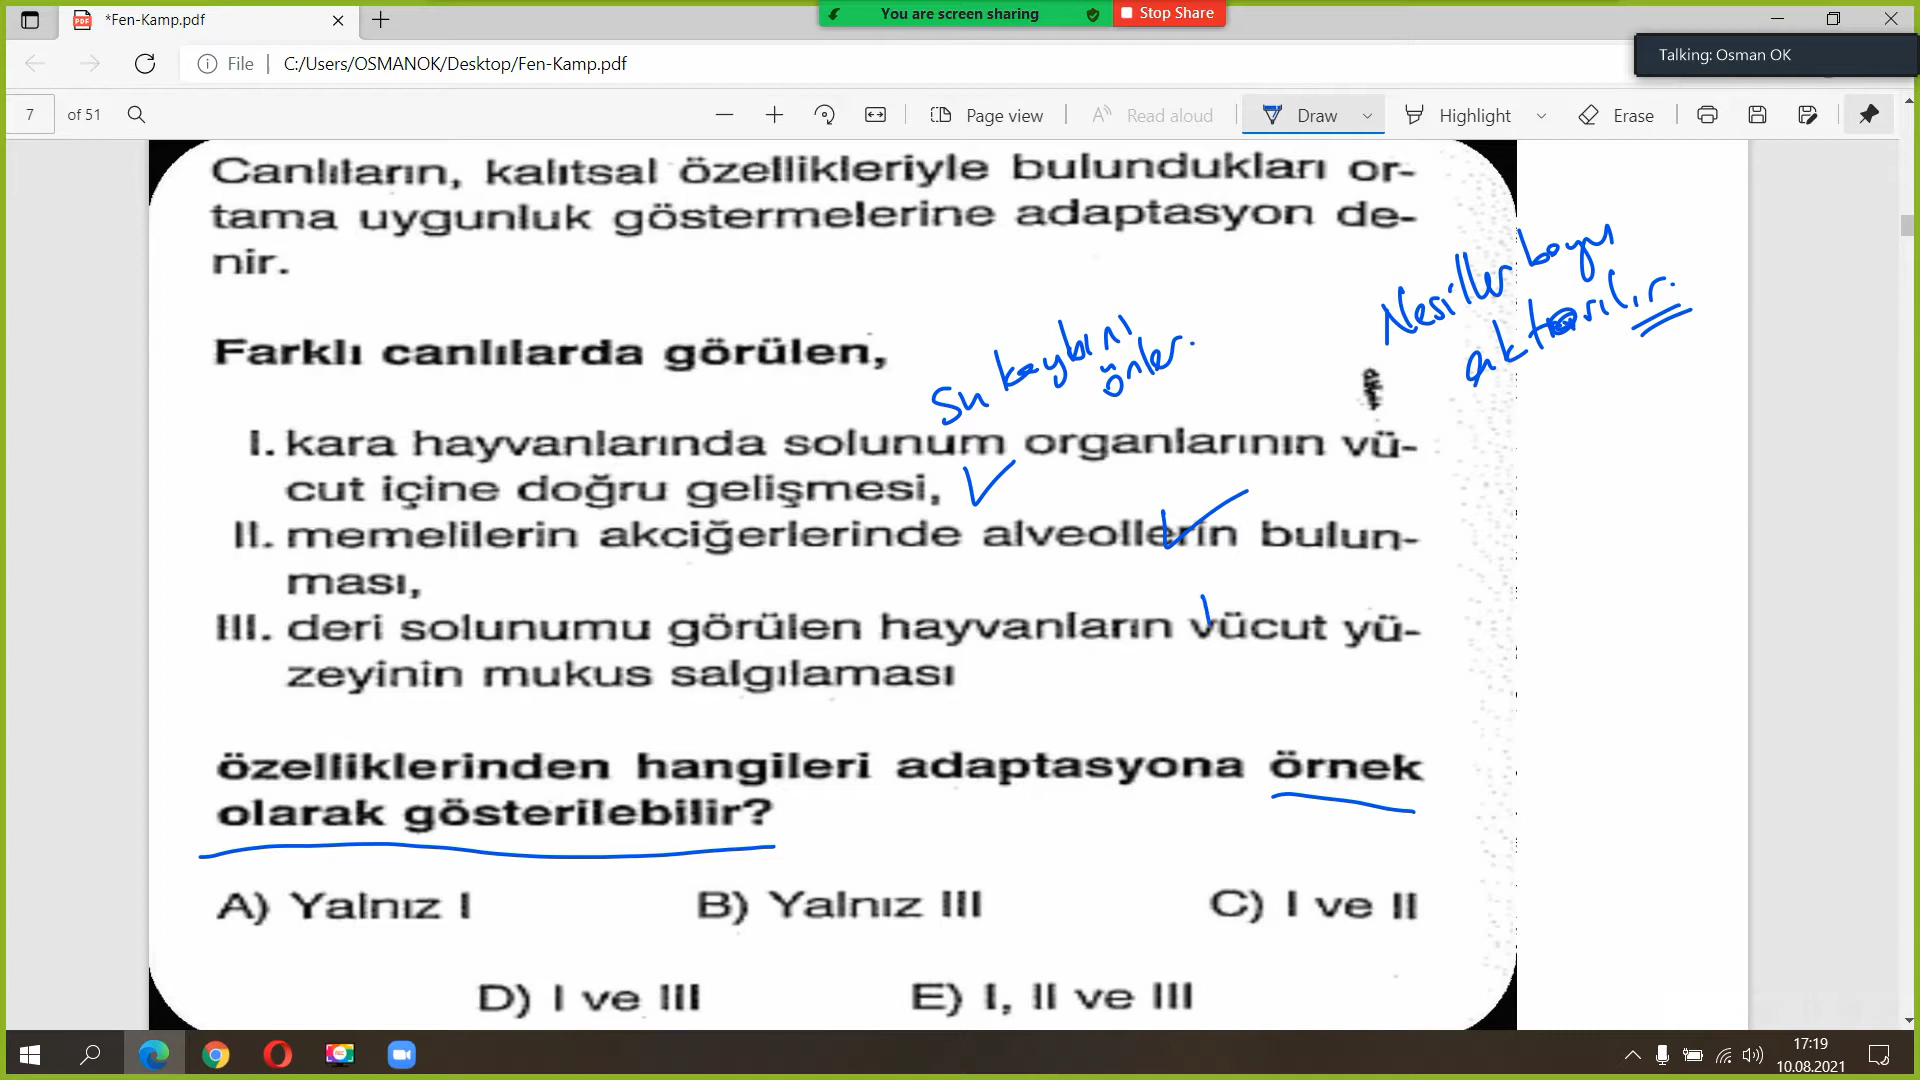 *Fen-Kamp.pdf
You are screen sharing
Stop Share
Talking: Osman OK
File
C:/Users/OSMANOK/Desktop/Fen-Kamp.pdf
7 of 51
Page view
Read aloud
Draw
Highlight
Erase
Canlıların, kalıtsal özellikleriyle bulundukları or-
tama uygunluk göstermelerine adaptasyon de-
nir.
Nesiller boyu
aktarılır.
Farklı canlılarda görülen,
Su kaybını
önler.
I. kara hayvanlarında solunum organlarının vü-
cut içine doğru gelişmesi,
II. memelilerin akciğerlerinde alveollerin bulun-
ması,
III. deri solunumu görülen hayvanların vücut yü-
zeyinin mukus salgılaması
özelliklerinden hangileri adaptasyona örnek
olarak gösterilebilir?
A) Yalnız I B) Yalnız III C) I ve II
D) I ve III E) I, II ve III
17:19
10.08.2021